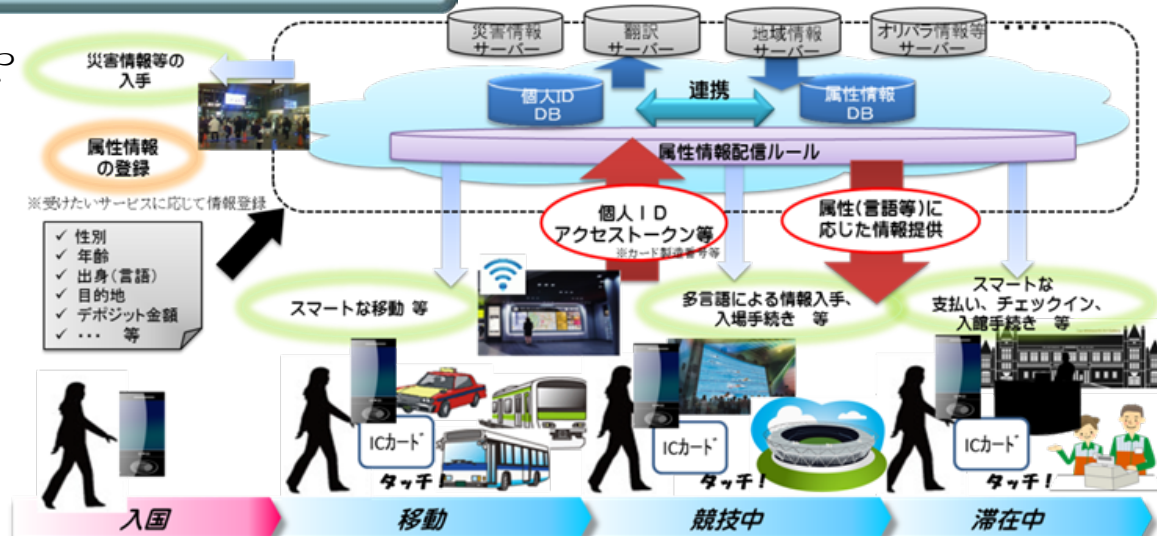 災害情報
サーバー
翻訳
サーバー
地域情報
サーバー
オリパラ情報等
サーバー
････
災害情報等の
入手
個人ID
DB
連携
属性情報
DB
属性情報
の登録
属性情報配信ルール
※受けたいサービスに応じて情報登録
✓ 性別
✓ 年齢
✓ 出身(言語)
✓ 目的地
✓ デポジット金額
✓ ･･･ 等
個人ID
アクセストークン等
※カード製造番号等
属性(言語等)に
応じた情報提供
スマートな移動 等
多言語による情報入手、
入場手続き 等
スマートな
支払い、チェックイン、
入館手続き 等
ICカード
タッチ!
ICカード
タッチ!
ICカード
タッチ!
入国
移動
競技中
滞在中